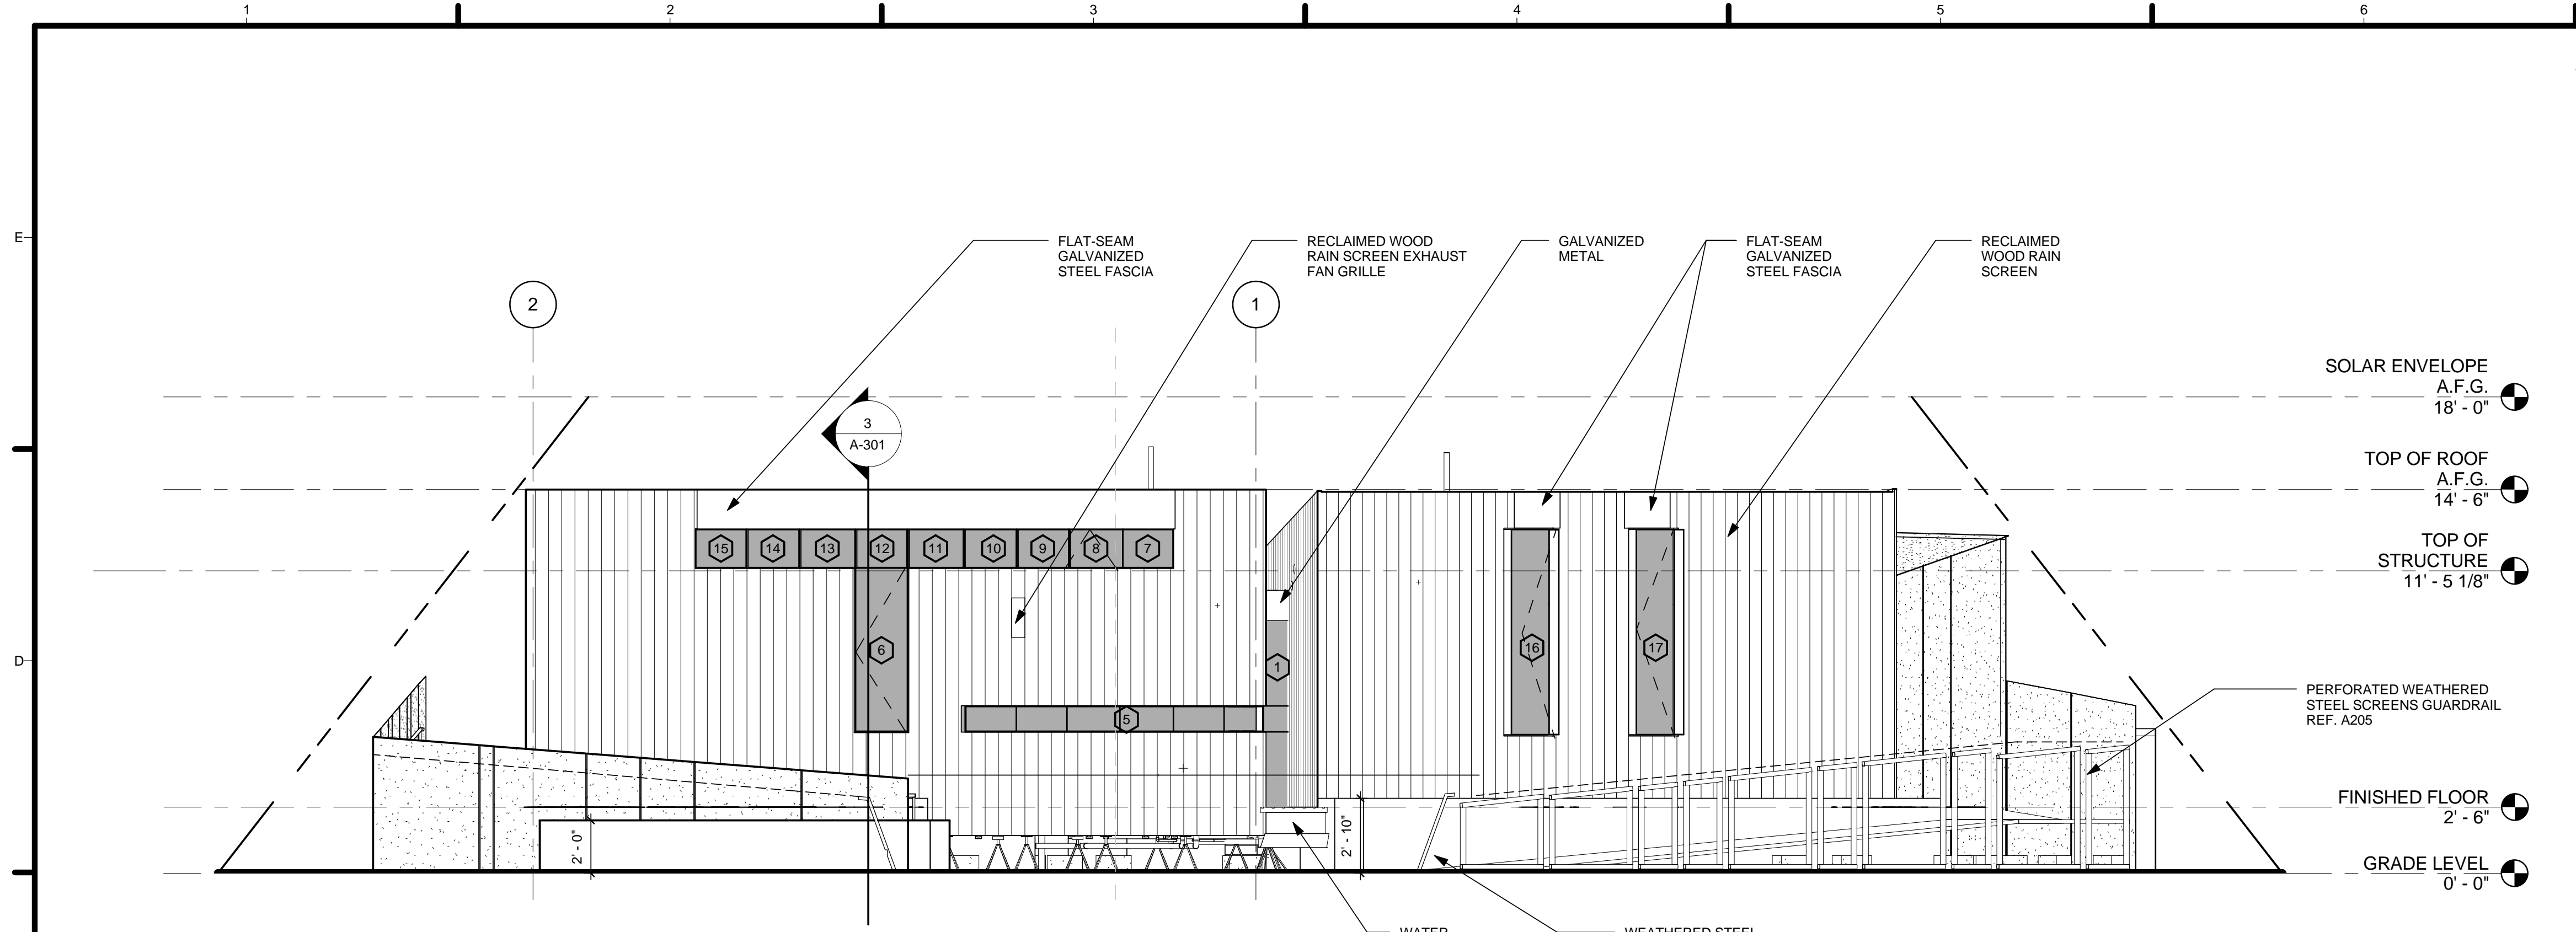 1
2
3
4
5
6
E
D
FLAT-SEAM
GALVANIZED
STEEL FASCIA
RECLAIMED WOOD
RAIN SCREEN EXHAUST
FAN GRILLE
GALVANIZED
METAL
FLAT-SEAM
GALVANIZED
STEEL FASCIA
RECLAIMED
WOOD RAIN
SCREEN
2
1
3
A-301
SOLAR ENVELOPE
A.F.G.
18' - 0"
TOP OF ROOF
A.F.G.
14' - 6"
TOP OF
STRUCTURE
11' - 5 1/8"
15
14
13
12
11
10
9
8
7
6
16
17
1
5
PERFORATED WEATHERED
STEEL SCREENS GUARDRAIL
REF. A205
FINISHED FLOOR
2' - 6"
GRADE LEVEL
0' - 0"
2' - 0"
2' - 10"
WATER
WEATHERED STEEL